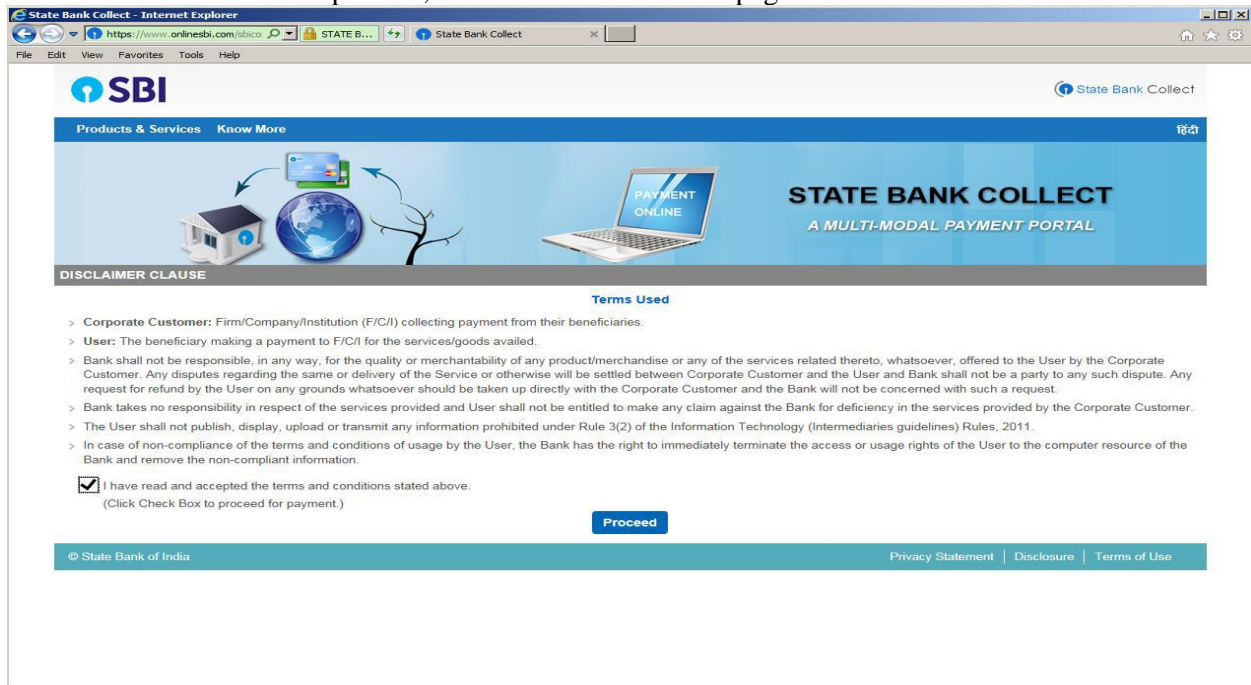 State Bank Collect - Internet Explorer
https://www.onlinesbi.com/sbico STATE B... State Bank Collect
File Edit View Favorites Tools Help
SBI State Bank Collect
Products & Services Know More हिंदी
PAYMENT
ONLINE
STATE BANK COLLECT
A MULTI-MODAL PAYMENT PORTAL
DISCLAIMER CLAUSE
Terms Used
> Corporate Customer: Firm/Company/Institution (F/C/I) collecting payment from their beneficiaries.
> User: The beneficiary making a payment to F/C/I for the services/goods availed.
> Bank shall not be responsible, in any way, for the quality or merchantability of any product/merchandise or any of the services related thereto, whatsoever, offered to the User by the Corporate
Customer. Any disputes regarding the same or delivery of the Service or otherwise will be settled between Corporate Customer and the User and Bank shall not be a party to any such dispute. Any
request for refund by the User on any grounds whatsoever should be taken up directly with the Corporate Customer and the Bank will not be concerned with such a request.
> Bank takes no responsibility in respect of the services provided and User shall not be entitled to make any claim against the Bank for deficiency in the services provided by the Corporate Customer.
> The User shall not publish, display, upload or transmit any information prohibited under Rule 3(2) of the Information Technology (Intermediaries guidelines) Rules, 2011.
> In case of non-compliance of the terms and conditions of usage by the User, the Bank has the right to immediately terminate the access or usage rights of the User to the computer resource of the
Bank and remove the non-compliant information.
I have read and accepted the terms and conditions stated above.
(Click Check Box to proceed for payment.)
Proceed
© State Bank of India Privacy Statement | Disclosure | Terms of Use